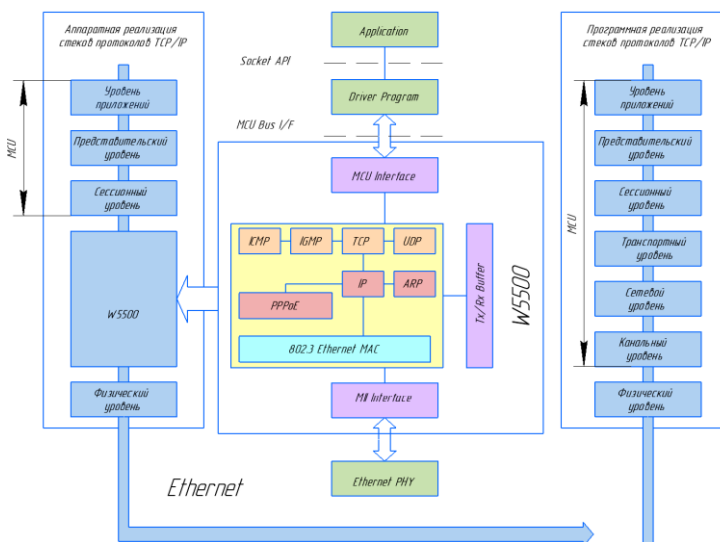 Аппаратная реализация
стеков протоколов TCP/IP
Уровень
приложений
Представительский
уровень
Сессионный
уровень
MCU
W5500
Физический
уровень
Application
Socket API
Driver Program
MCU Bus I/F
MCU Interface
ICMP
IGMP
TCP
UOP
IP
ARP
PPPoE
802.3 Ethernet MAC
Tx/Rx Buffer
W5500
MII Interface
Ethernet PHY
Ethernet
Программная реализация
стеков протоколов TCP/IP
Уровень
приложений
Представительский
уровень
Сессионный
уровень
Транспортный
уровень
Сетевой
уровень
Канальный
уровень
MCU
Физический
уровень